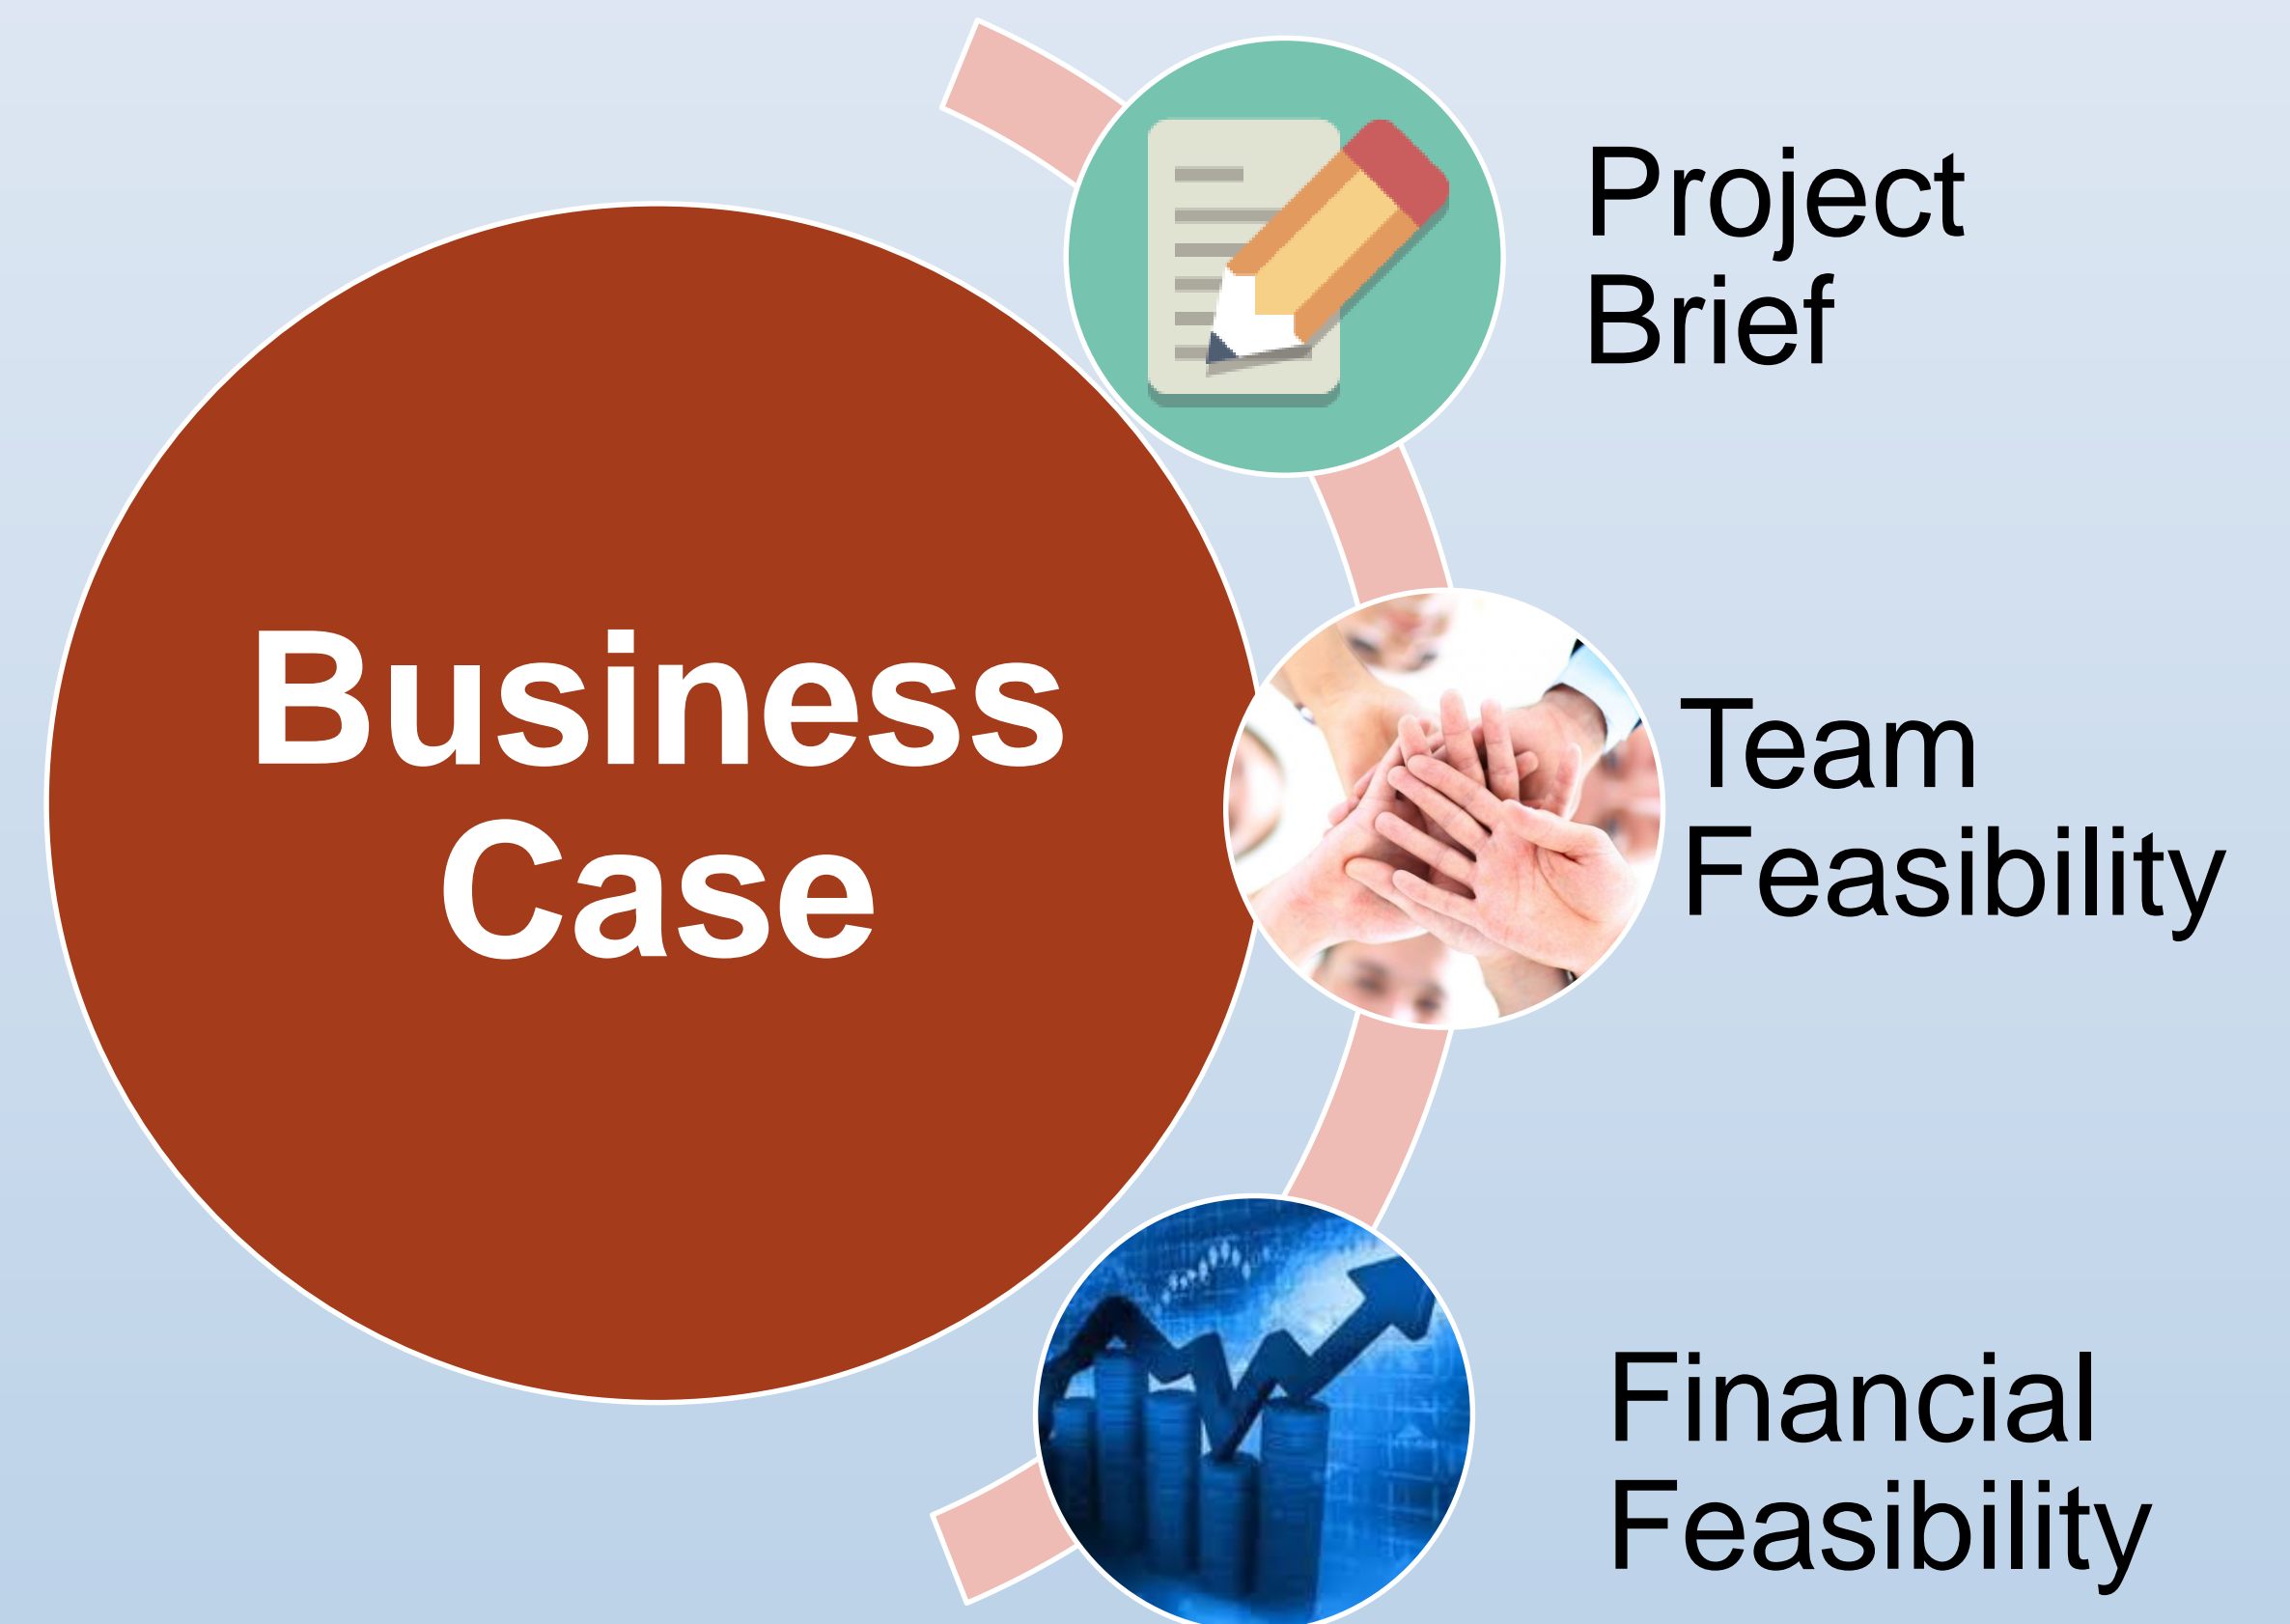 Business
Case
Project
Brief
Team
Feasibility
Financial
Feasibility